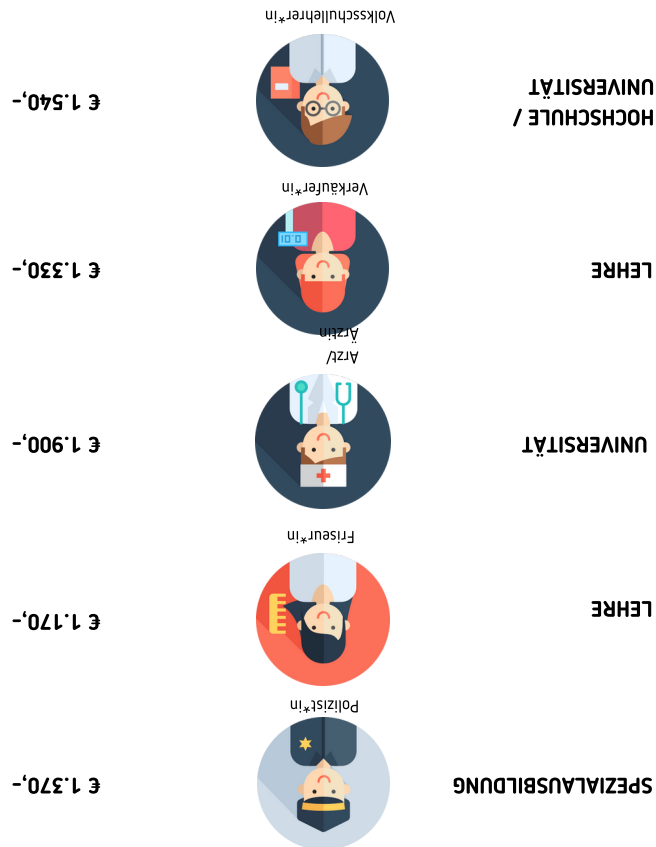 SPEZIALAUSBILDUNG
€ 1.370,-
Polizist*in
LEHRE
€ 1.170,-
Friseur*in
UNIVERSITÄT
€ 1.900,-
Arzt/
Ärztin
LEHRE
€ 1.330,-
Verkäufer*in
HOCHSCHULE /
UNIVERSITÄT
€ 1.540,-
Volksschullehrer*in